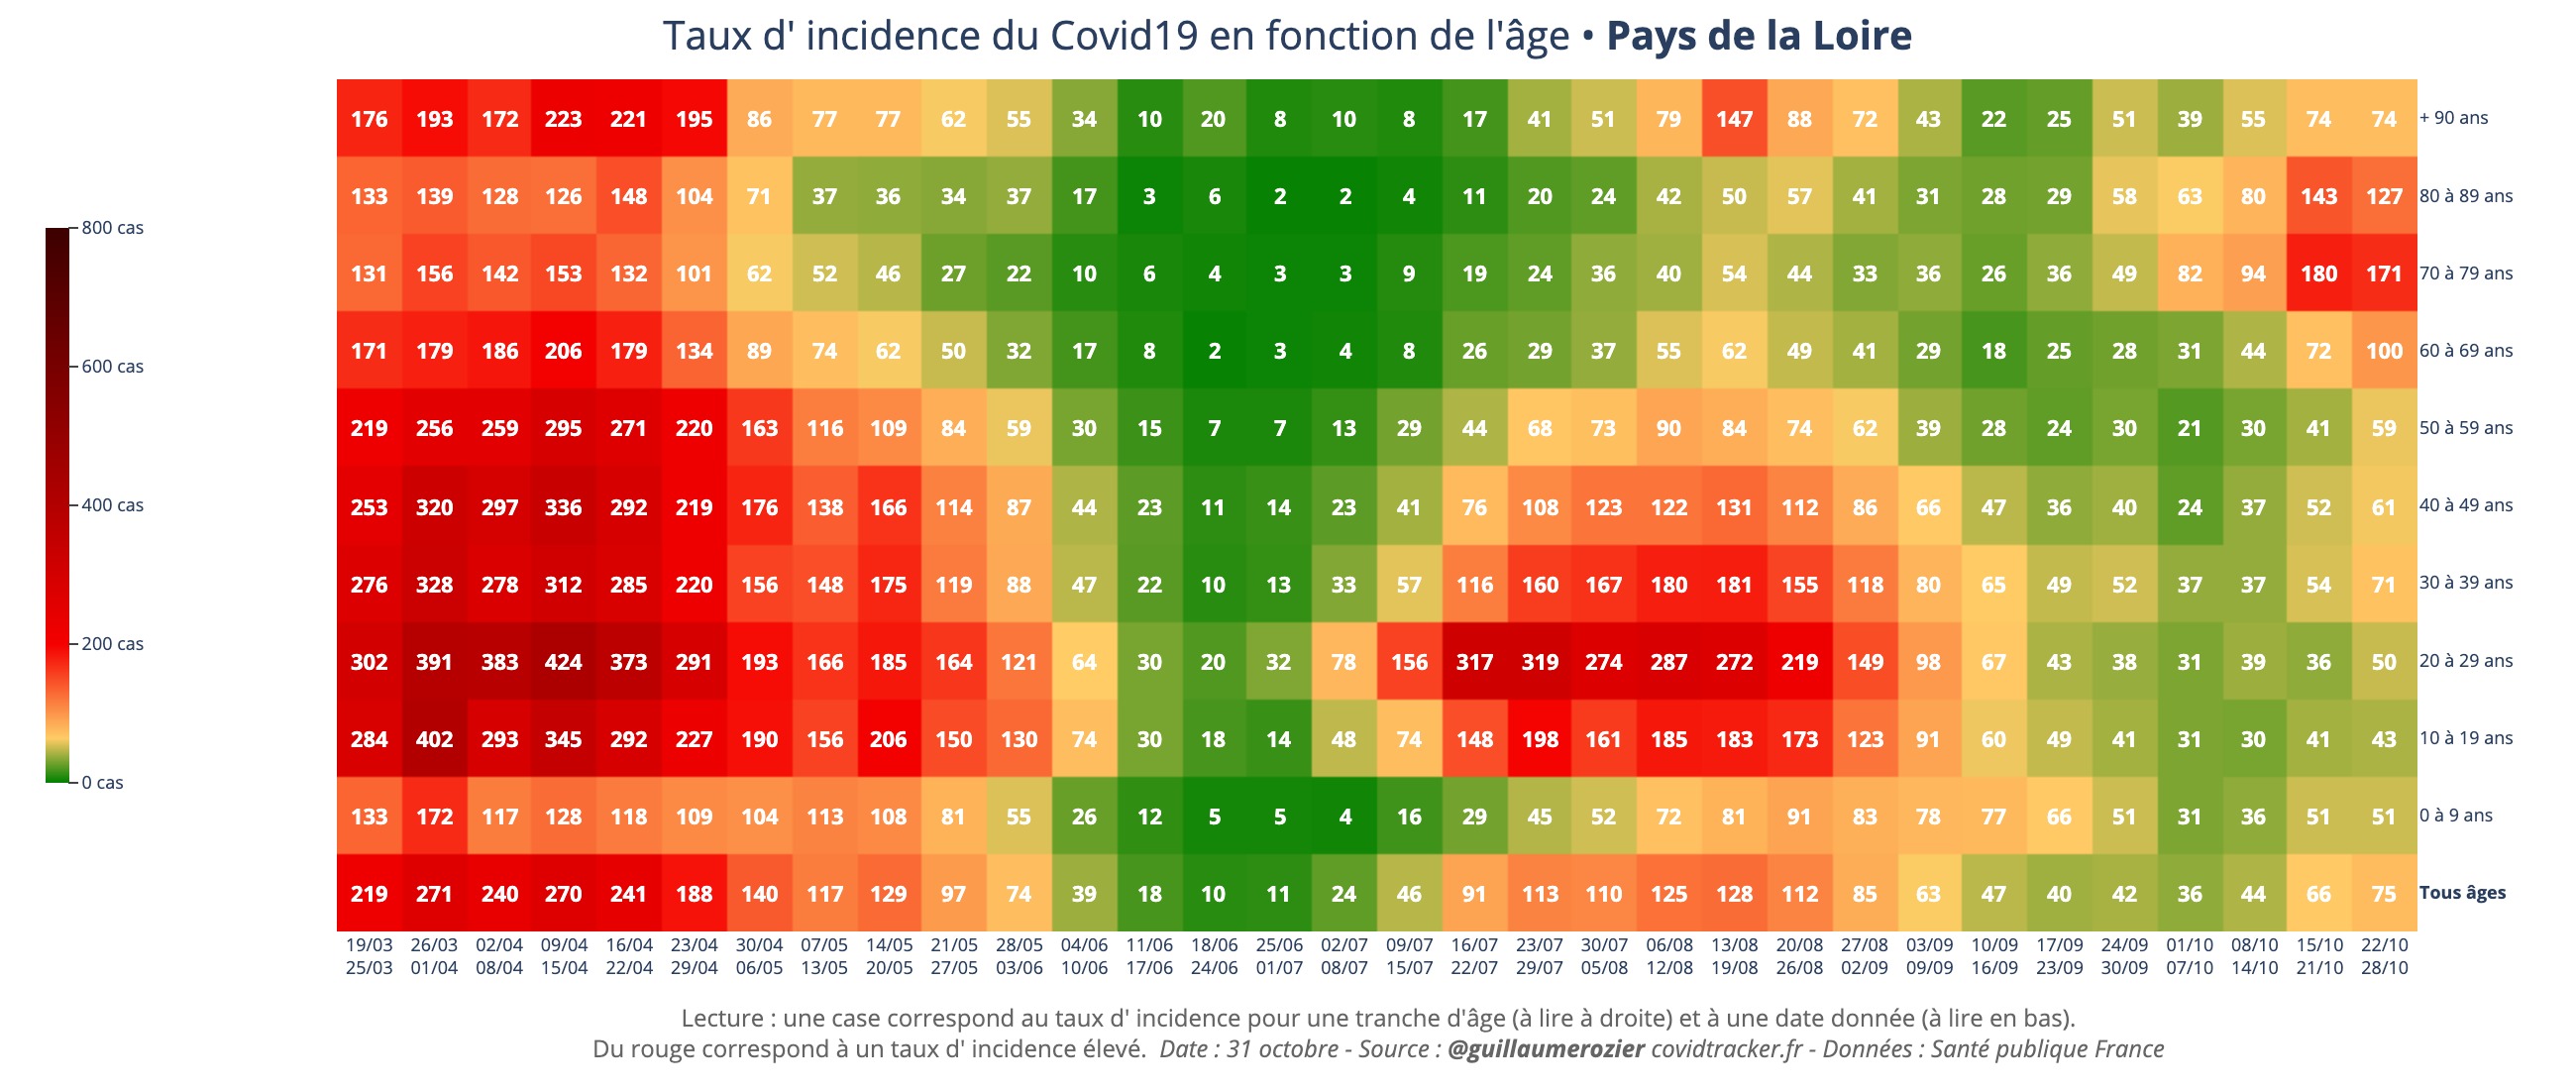 Taux d' incidence du Covid19 en fonction de l'âge • Pays de la Loire
800 cas
600 cas
400 cas
200 cas
0 cas
176 193 172 223 221 195 86 77 77 62 55 34 10 20 8 10 8 17 41 51 79 147 88 72 43 22 25 51 39 55 74 74 + 90 ans
133 139 128 126 148 104 71 37 36 34 37 17 3 6 2 2 4 11 20 24 42 50 57 41 31 28 29 58 63 80 143 127 80 à 89 ans
131 156 142 153 132 101 62 52 46 27 22 10 6 4 3 3 9 19 24 36 40 54 44 33 36 26 36 49 82 94 180 171 70 à 79 ans
171 179 186 206 179 134 89 74 62 50 32 17 8 2 3 4 8 26 29 37 55 62 49 41 29 18 25 28 31 44 72 100 60 à 69 ans
219 256 259 295 271 220 163 116 109 84 59 30 15 7 7 13 29 44 68 73 90 84 74 62 39 28 24 30 21 30 41 59 50 à 59 ans
253 320 297 336 292 219 176 138 166 114 87 44 23 11 14 23 41 76 108 123 122 131 112 86 66 47 36 40 24 37 52 61 40 à 49 ans
276 328 278 312 285 220 156 148 175 119 88 47 22 10 13 33 57 116 160 167 180 181 155 118 80 65 49 52 37 37 54 71 30 à 39 ans
302 391 383 424 373 291 193 166 185 164 121 64 30 20 32 78 156 317 319 274 287 272 219 149 98 67 43 38 31 39 36 50 20 à 29 ans
284 402 293 345 292 227 190 156 206 150 130 74 30 18 14 48 74 148 198 161 185 183 173 123 91 60 49 41 31 30 41 43 10 à 19 ans
133 172 117 128 118 109 104 113 108 81 55 26 12 5 5 4 16 29 45 52 72 81 91 83 78 77 66 51 31 36 51 51 0 à 9 ans
219 271 240 270 241 188 140 117 129 97 74 39 18 10 11 24 46 91 113 110 125 128 112 85 63 47 40 42 36 44 66 75 Tous âges
19/03 26/03 02/04 09/04 16/04 23/04 30/04 07/05 14/05 21/05 28/05 04/06 11/06 18/06 25/06 02/07 09/07 16/07 23/07 30/07 06/08 13/08 20/08 27/08 03/09 10/09 17/09 24/09 01/10 08/10 15/10 22/10
25/03 01/04 08/04 15/04 22/04 29/04 06/05 13/05 20/05 27/05 03/06 10/06 17/06 24/06 01/07 08/07 15/07 22/07 29/07 05/08 12/08 19/08 26/08 02/09 09/09 16/09 23/09 30/09 07/10 14/10 21/10 28/10
Lecture : une case correspond au taux d' incidence pour une tranche d'âge (à lire à droite) et à une date donnée (à lire en bas).
Du rouge correspond à un taux d' incidence élevé. Date : 31 octobre - Source : @guillaumerozier covidtracker.fr - Données : Santé publique France